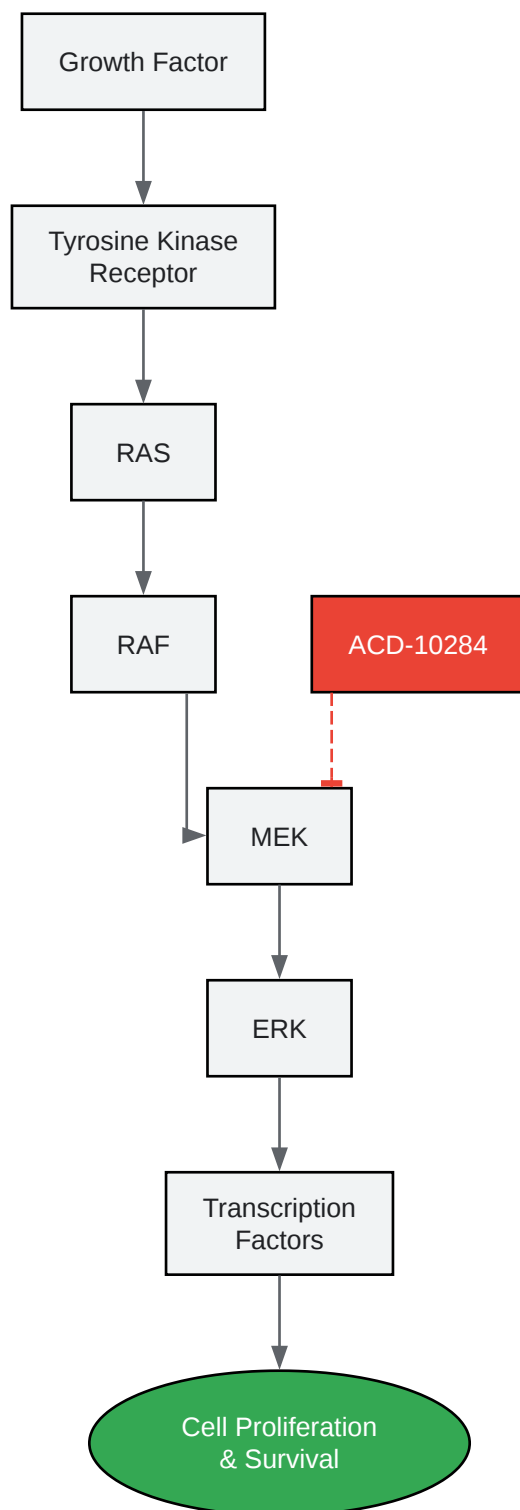 Growth Factor
Tyrosine Kinase
Receptor
RAS
RAF
ACD-10284
MEK
ERK
Transcription
Factors
Cell Proliferation
& Survival